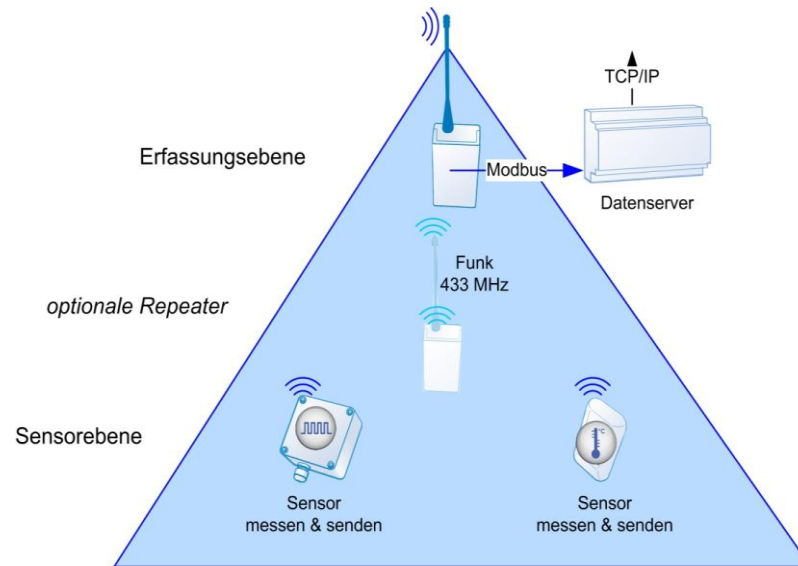 TCP/IP
Erfassungsebene
Modbus
Datenserver
Funk
433 MHz
optionale Repeater
°C
Sensorebene
Sensor
messen & senden
Sensor
messen & senden